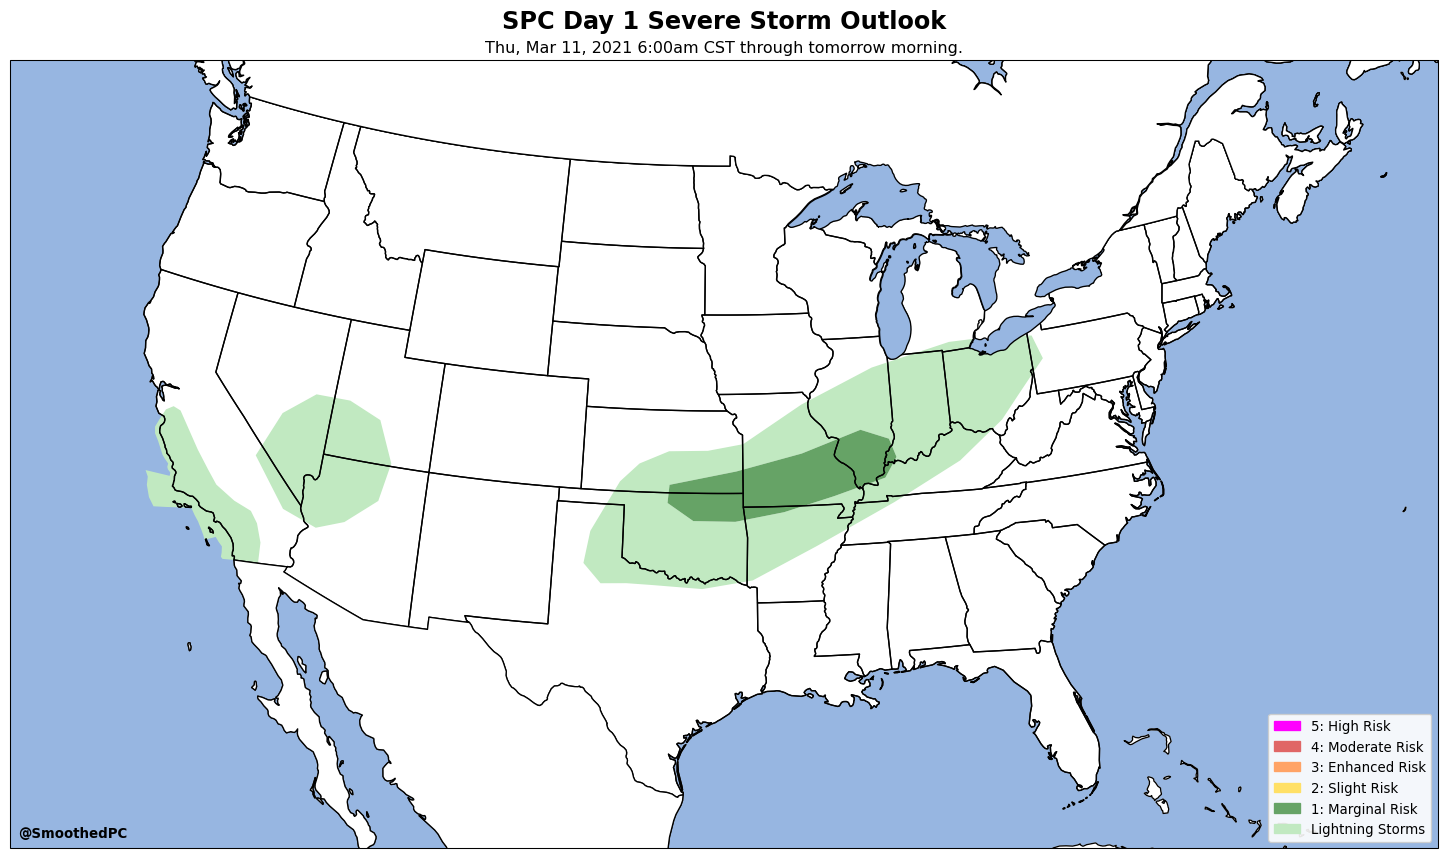 SPC Day 1 Severe Storm Outlook
Thu, Mar 11, 2021 6:00am CST through tomorrow morning.
5: High Risk
4: Moderate Risk
3: Enhanced Risk
2: Slight Risk
1: Marginal Risk
Lightning Storms
@SmoothedPC